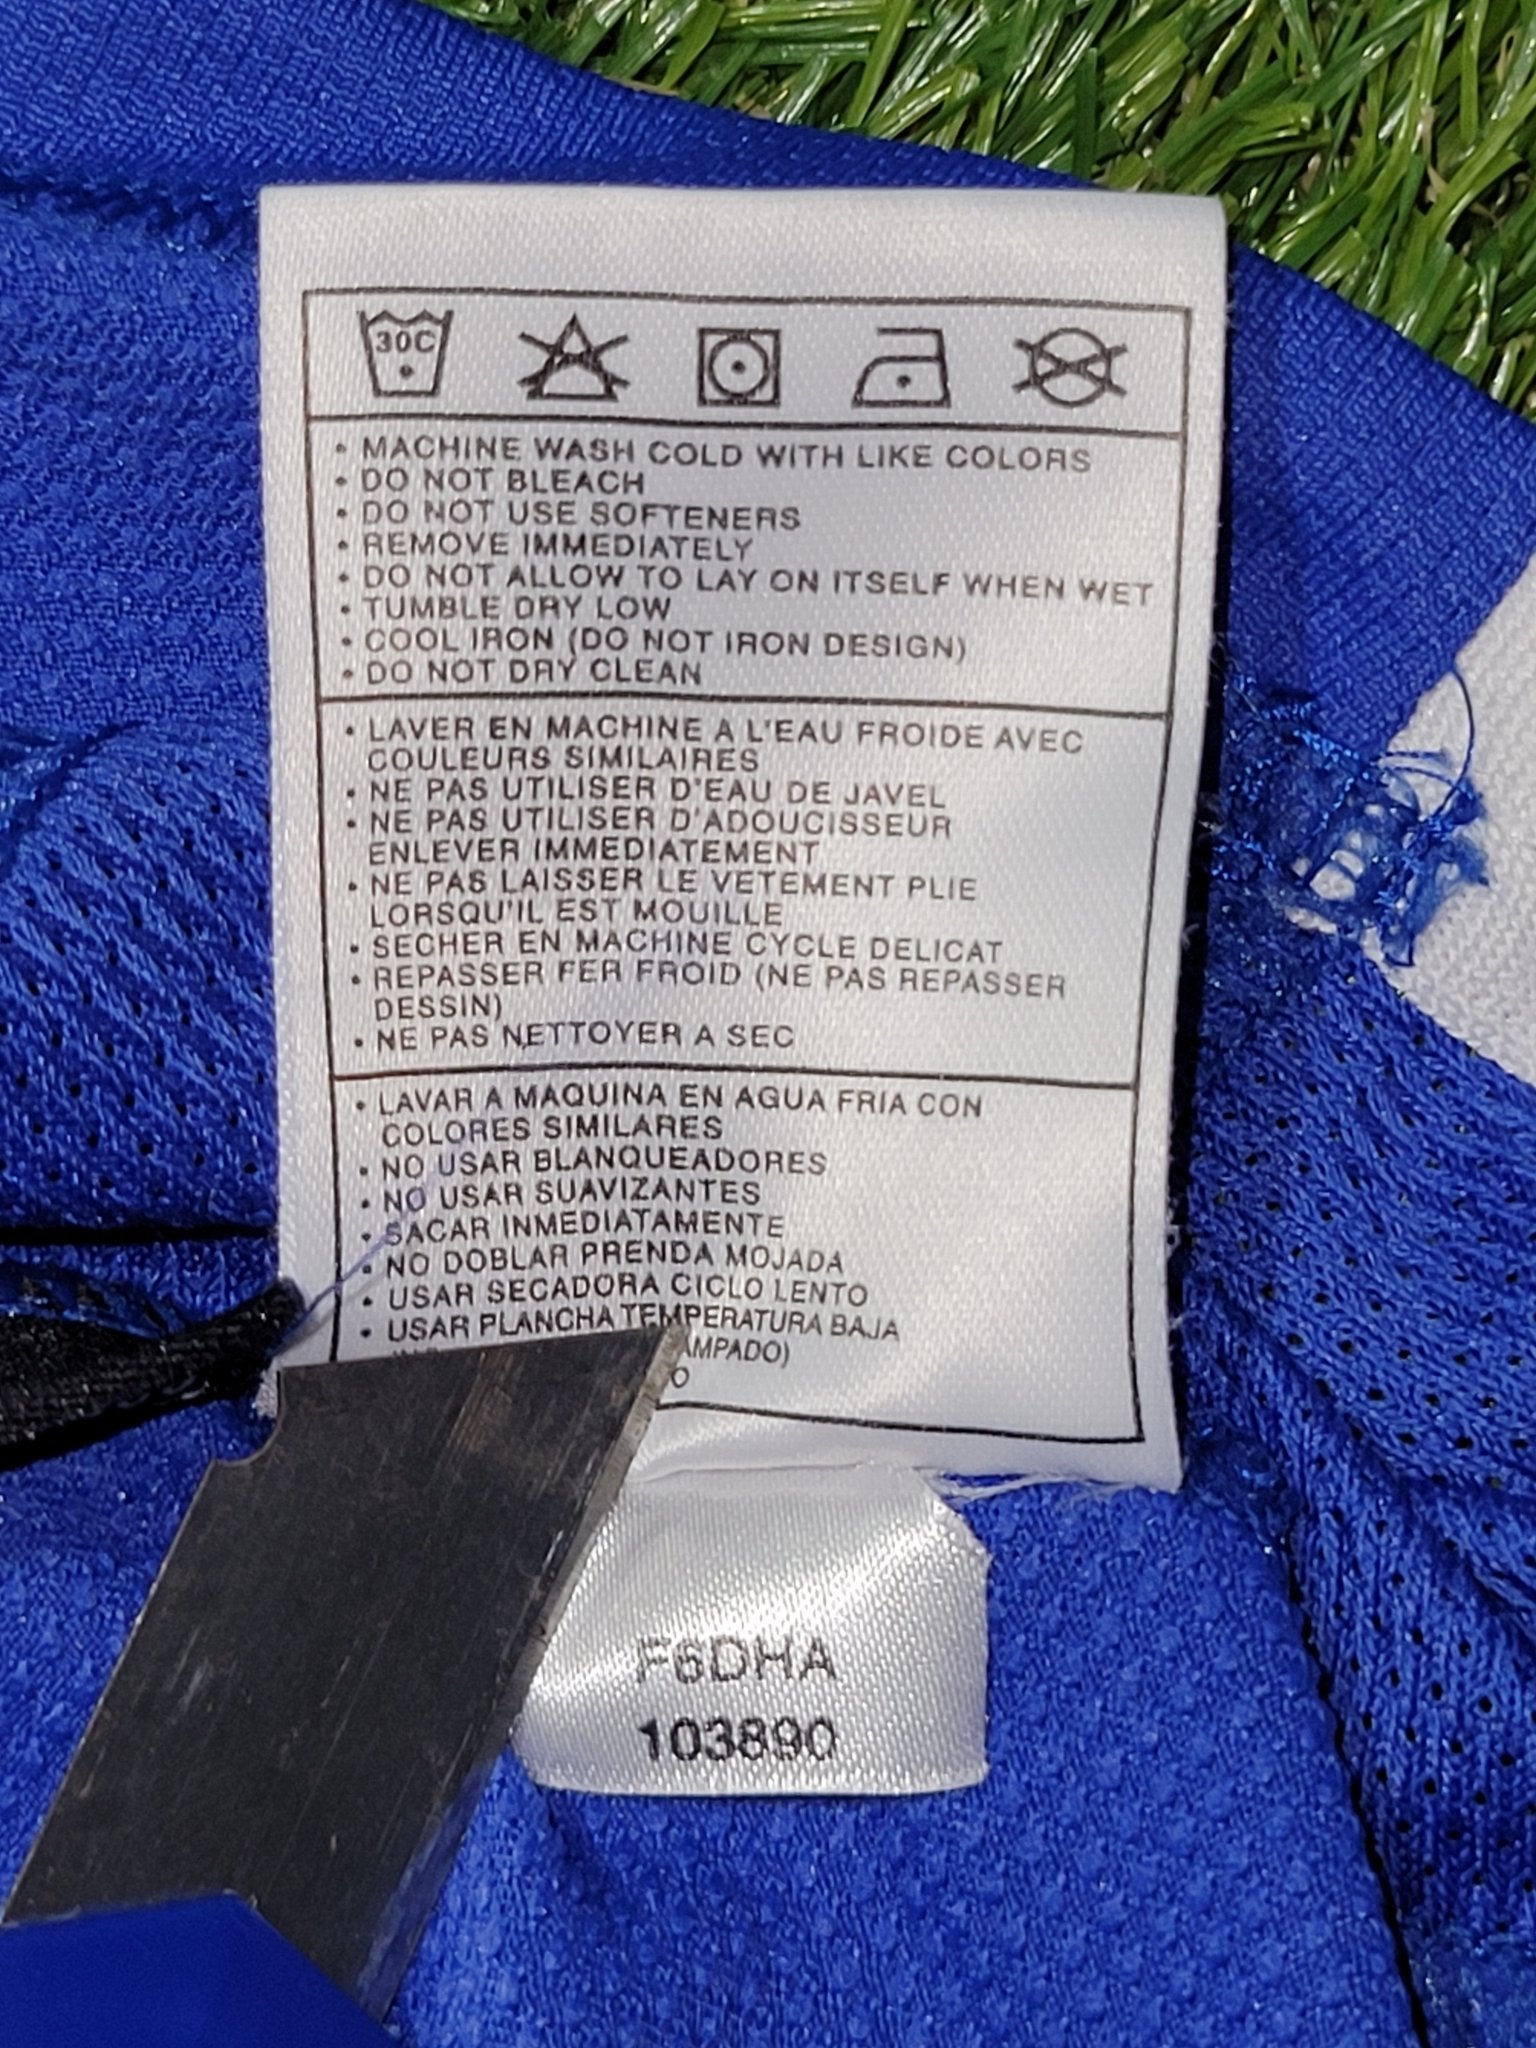 30C
• MACHINE WASH COLD WITH LIKE COLORS
• DO NOT BLEACH
• DO NOT USE SOFTENERS
• REMOVE IMMEDIATELY
• DO NOT ALLOW TO LAY ON ITSELF WHEN WET
• TUMBLE DRY LOW
• COOL IRON (DO NOT IRON DESIGN)
• DO NOT DRY CLEAN
• LAVER EN MACHINE A L'EAU FROIDE AVEC
COULEURS SIMILAIRES
• NE PAS UTILISER D'EAU DE JAVEL
• NE PAS UTILISER D'ADOUCISSEUR
ENLEVER IMMEDIATEMENT
• NE PAS LAISSER LE VETEMENT PLIE
LORSQU'IL EST MOUILLE
• SECHER EN MACHINE CYCLE DELICAT
• REPASSER FER FROID (NE PAS REPASSER
DESSIN)
• NE PAS NETTOYER A SEC
• LAVAR A MAQUINA EN AGUA FRIA CON
COLORES SIMILARES
• NO USAR BLANQUEADORES
• NO USAR SUAVIZANTES
• SACAR INMEDIATAMENTE
• NO DOBLAR PRENDA MOJADA
• USAR SECADORA CICLO LENTO
• USAR PLANCHA TEMPERATURA BAJA
AMPADO)
O
F6DHA
103890